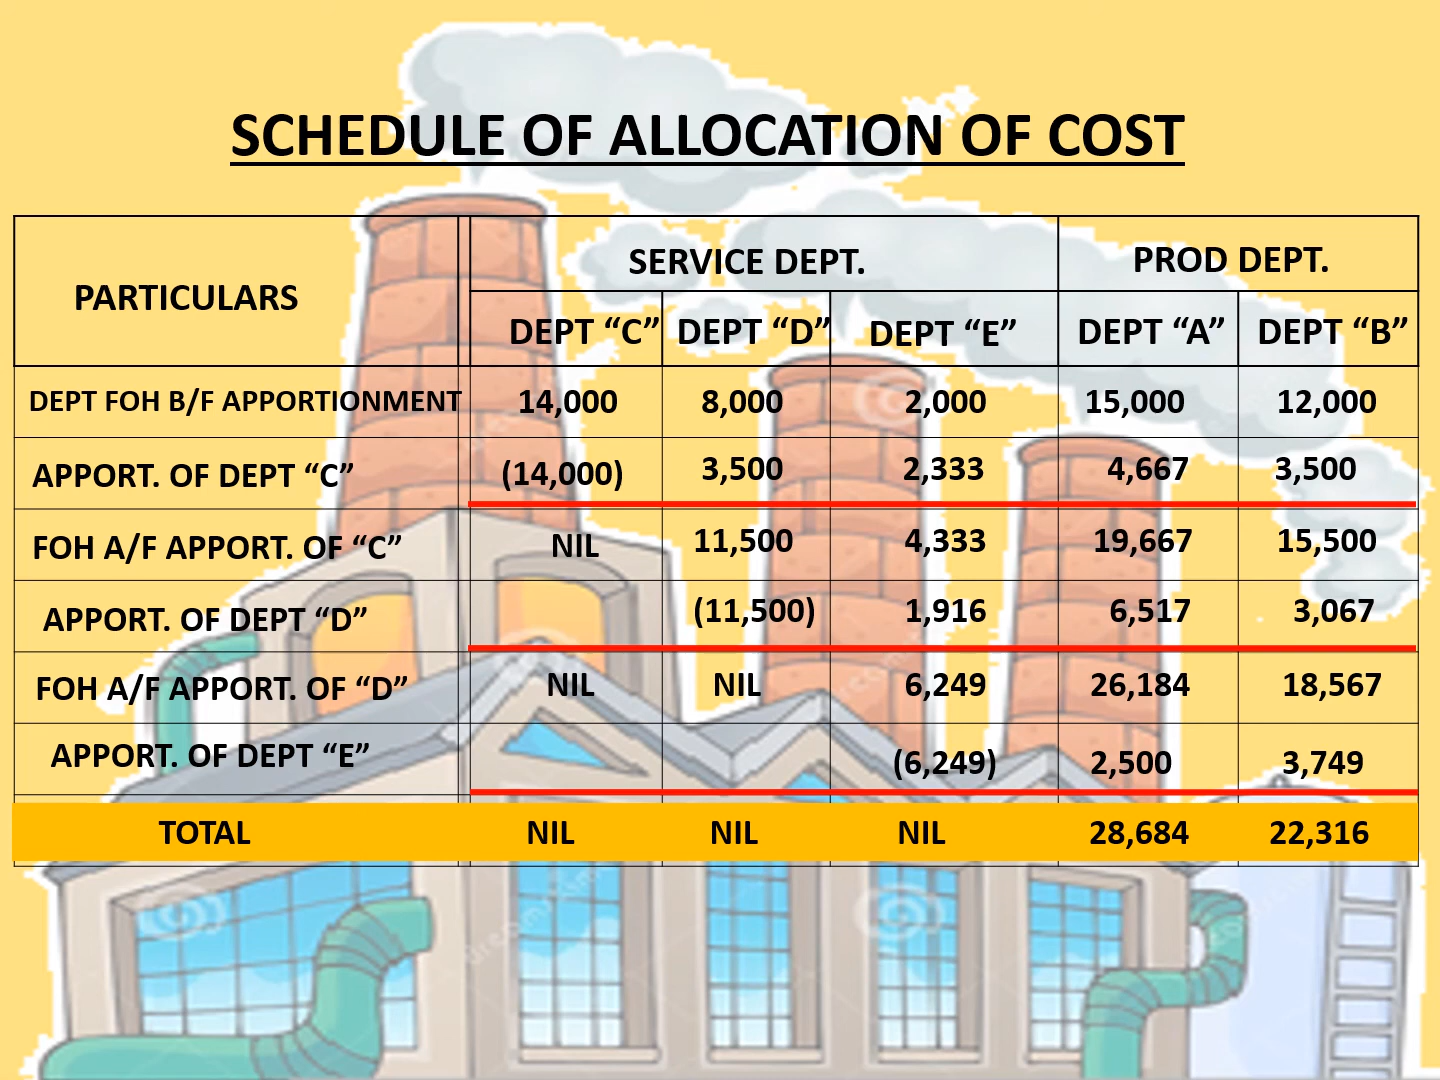 SCHEDULE OF ALLOCATION OF COST
PARTICULARS
SERVICE DEPT.
PROD DEPT.
DEPT “C” DEPT “D” DEPT “E” DEPT “A” DEPT “B”
DEPT FOH B/F APPORTIONMENT 14,000 8,000 2,000 15,000 12,000
APPORT. OF DEPT “C” (14,000) 3,500 2,333 4,667 3,500
FOH A/F APPORT. OF “C” NIL 11,500 4,333 19,667 15,500
APPORT. OF DEPT “D” (11,500) 1,916 6,517 3,067
FOH A/F APPORT. OF “D” NIL NIL 6,249 26,184 18,567
APPORT. OF DEPT “E” (6,249) 2,500 3,749
TOTAL NIL NIL NIL 28,684 22,316